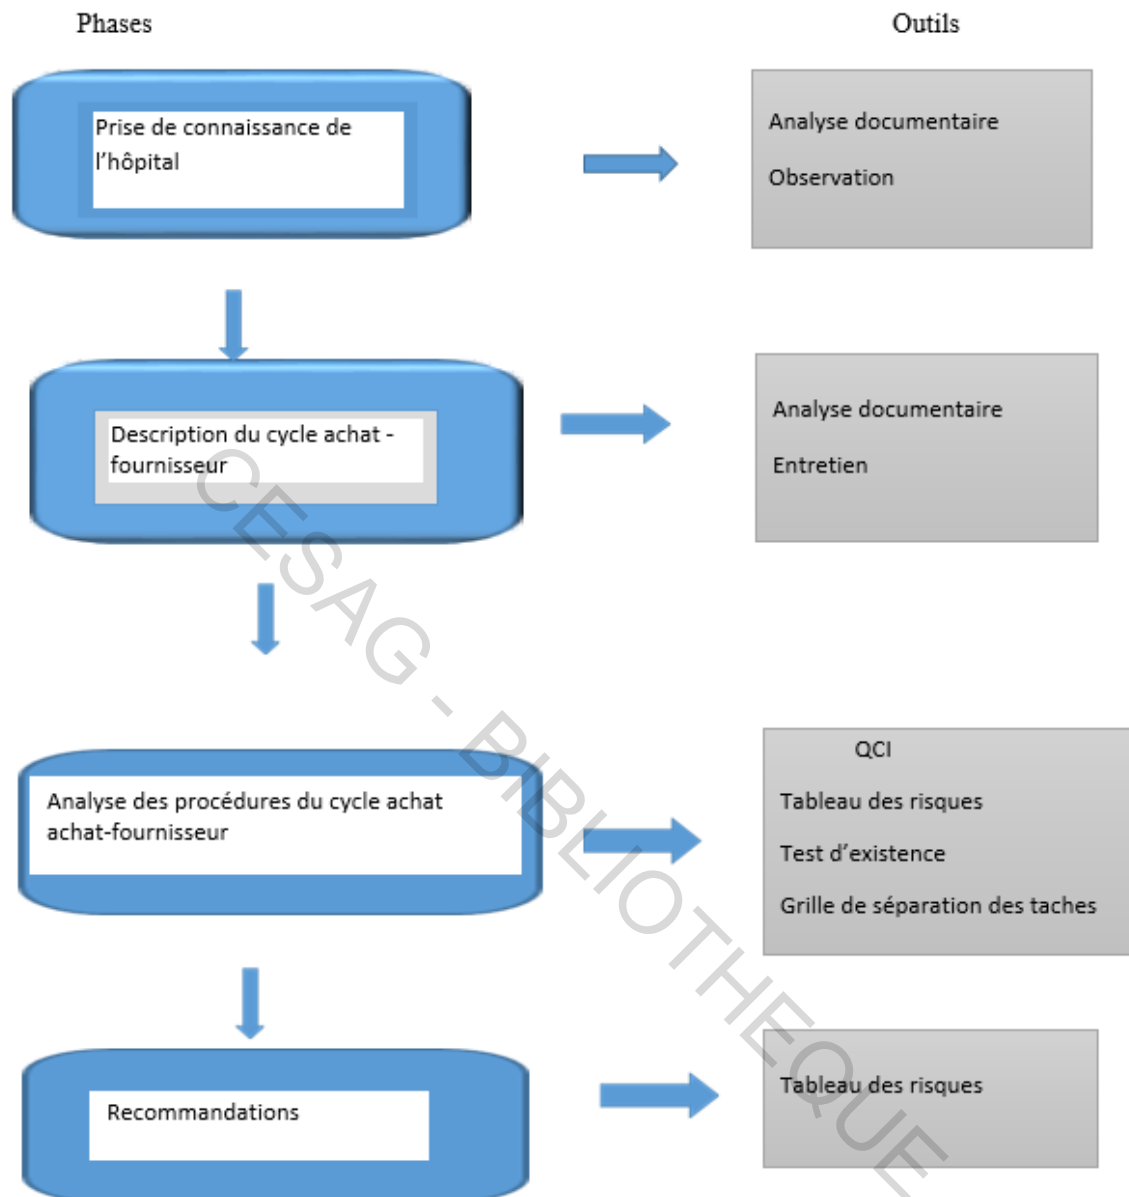 Phases
Outils
Prise de connaissance de
l'hôpital
Analyse documentaire
Observation
Description du cycle achat -
fournisseur
Analyse documentaire
Entretien
Analyse des procédures du cycle achat
achat-fournisseur
QCI
Tableau des risques
Test d'existence
Grille de séparation des taches
Recommandations
Tableau des risques
CESAG - BIBLIOTHEQUE